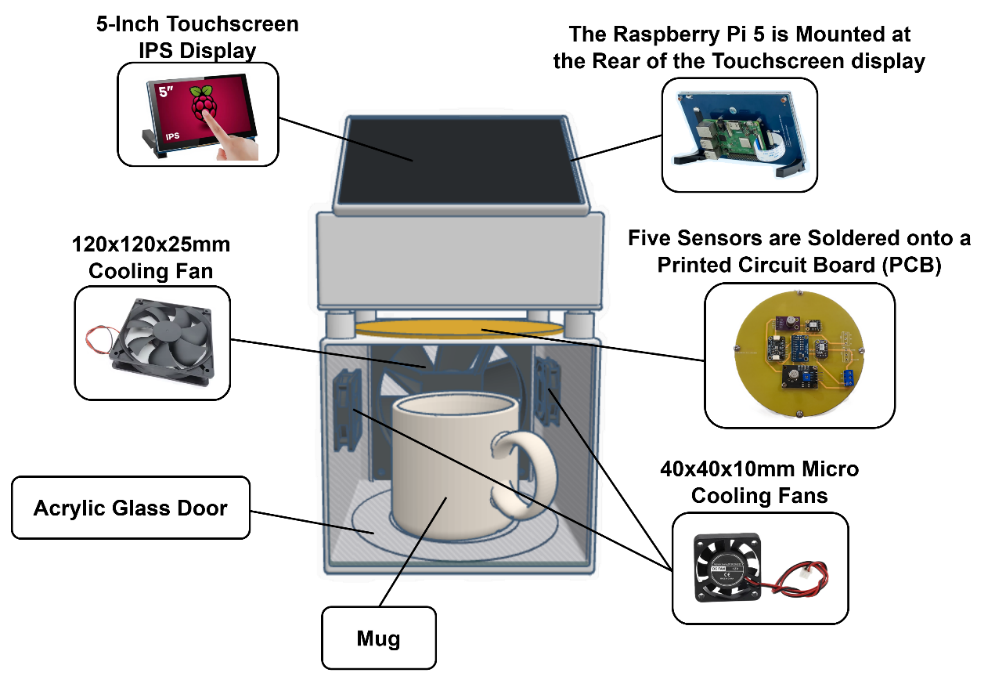 5-Inch Touchscreen
IPS Display
5"
IPS
The Raspberry Pi 5 is Mounted at
the Rear of the Touchscreen display
120x120x25mm
Cooling Fan
Five Sensors are Soldered onto a
Printed Circuit Board (PCB)
Acrylic Glass Door
40x40x10mm Micro
Cooling Fans
Mug